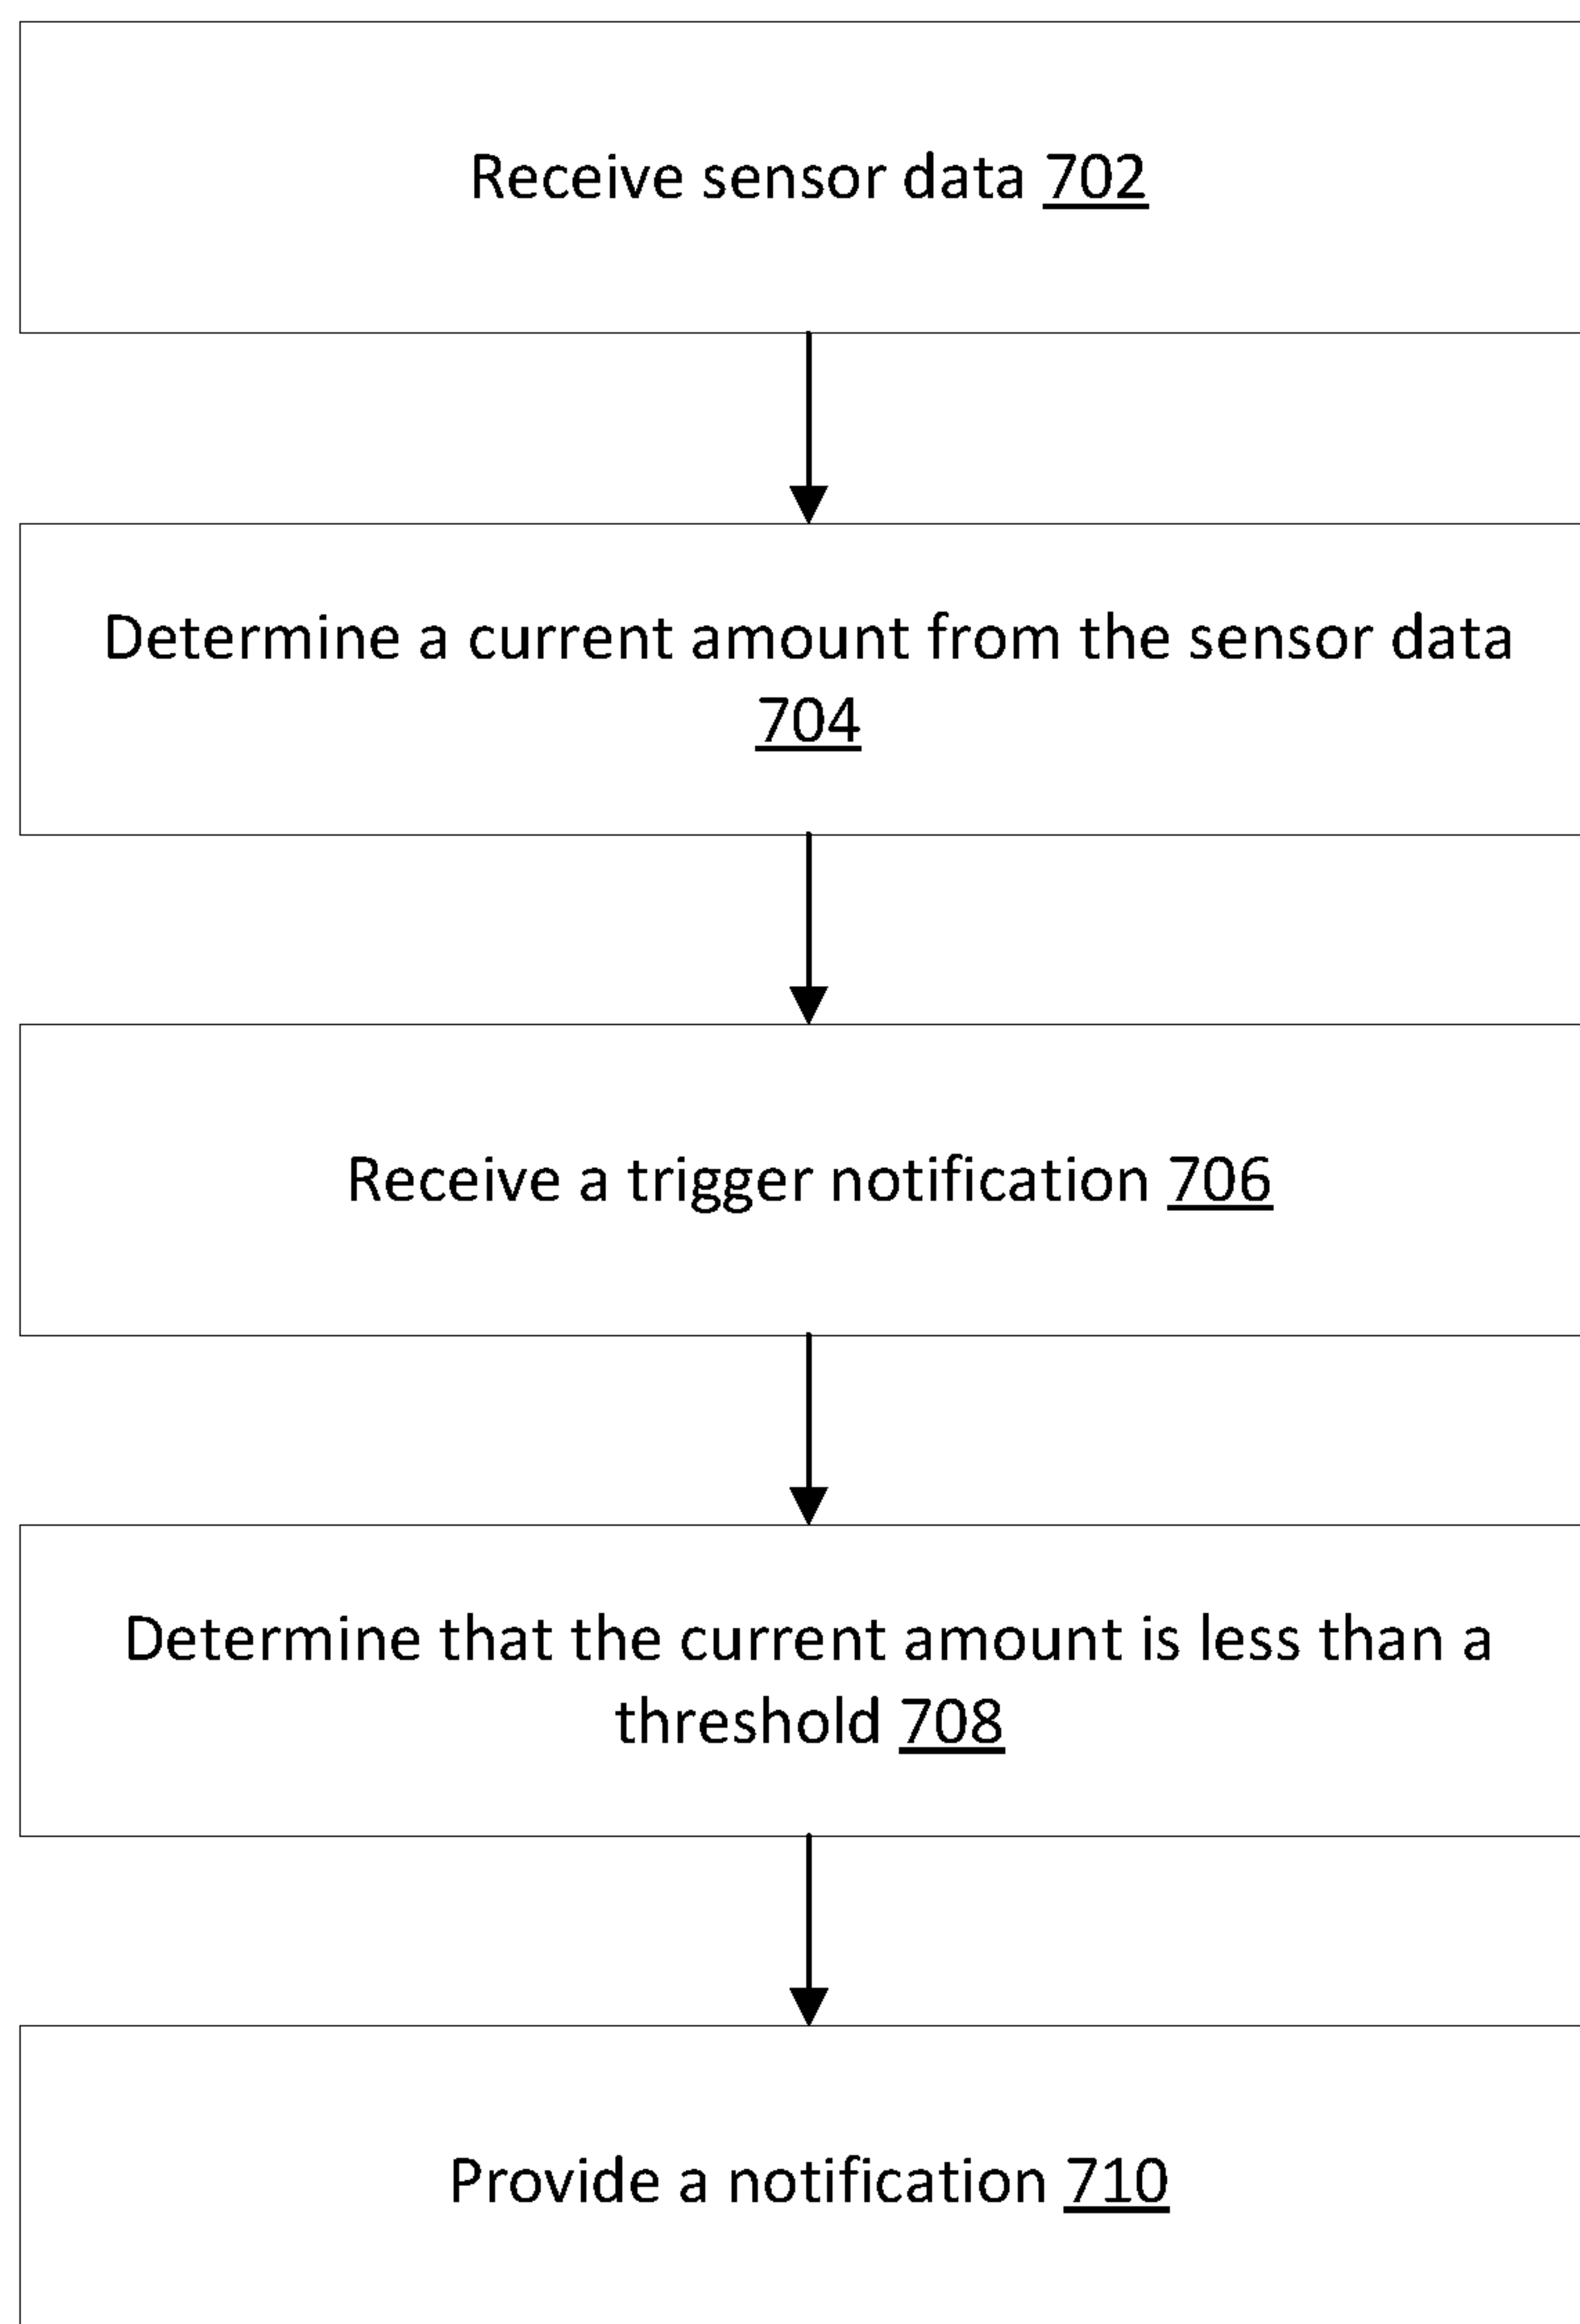 Receive sensor data 702
Determine a current amount from the sensor data
704
Receive a trigger notification 706
Determine that the current amount is less than a
threshold 708
Provide a notification 710